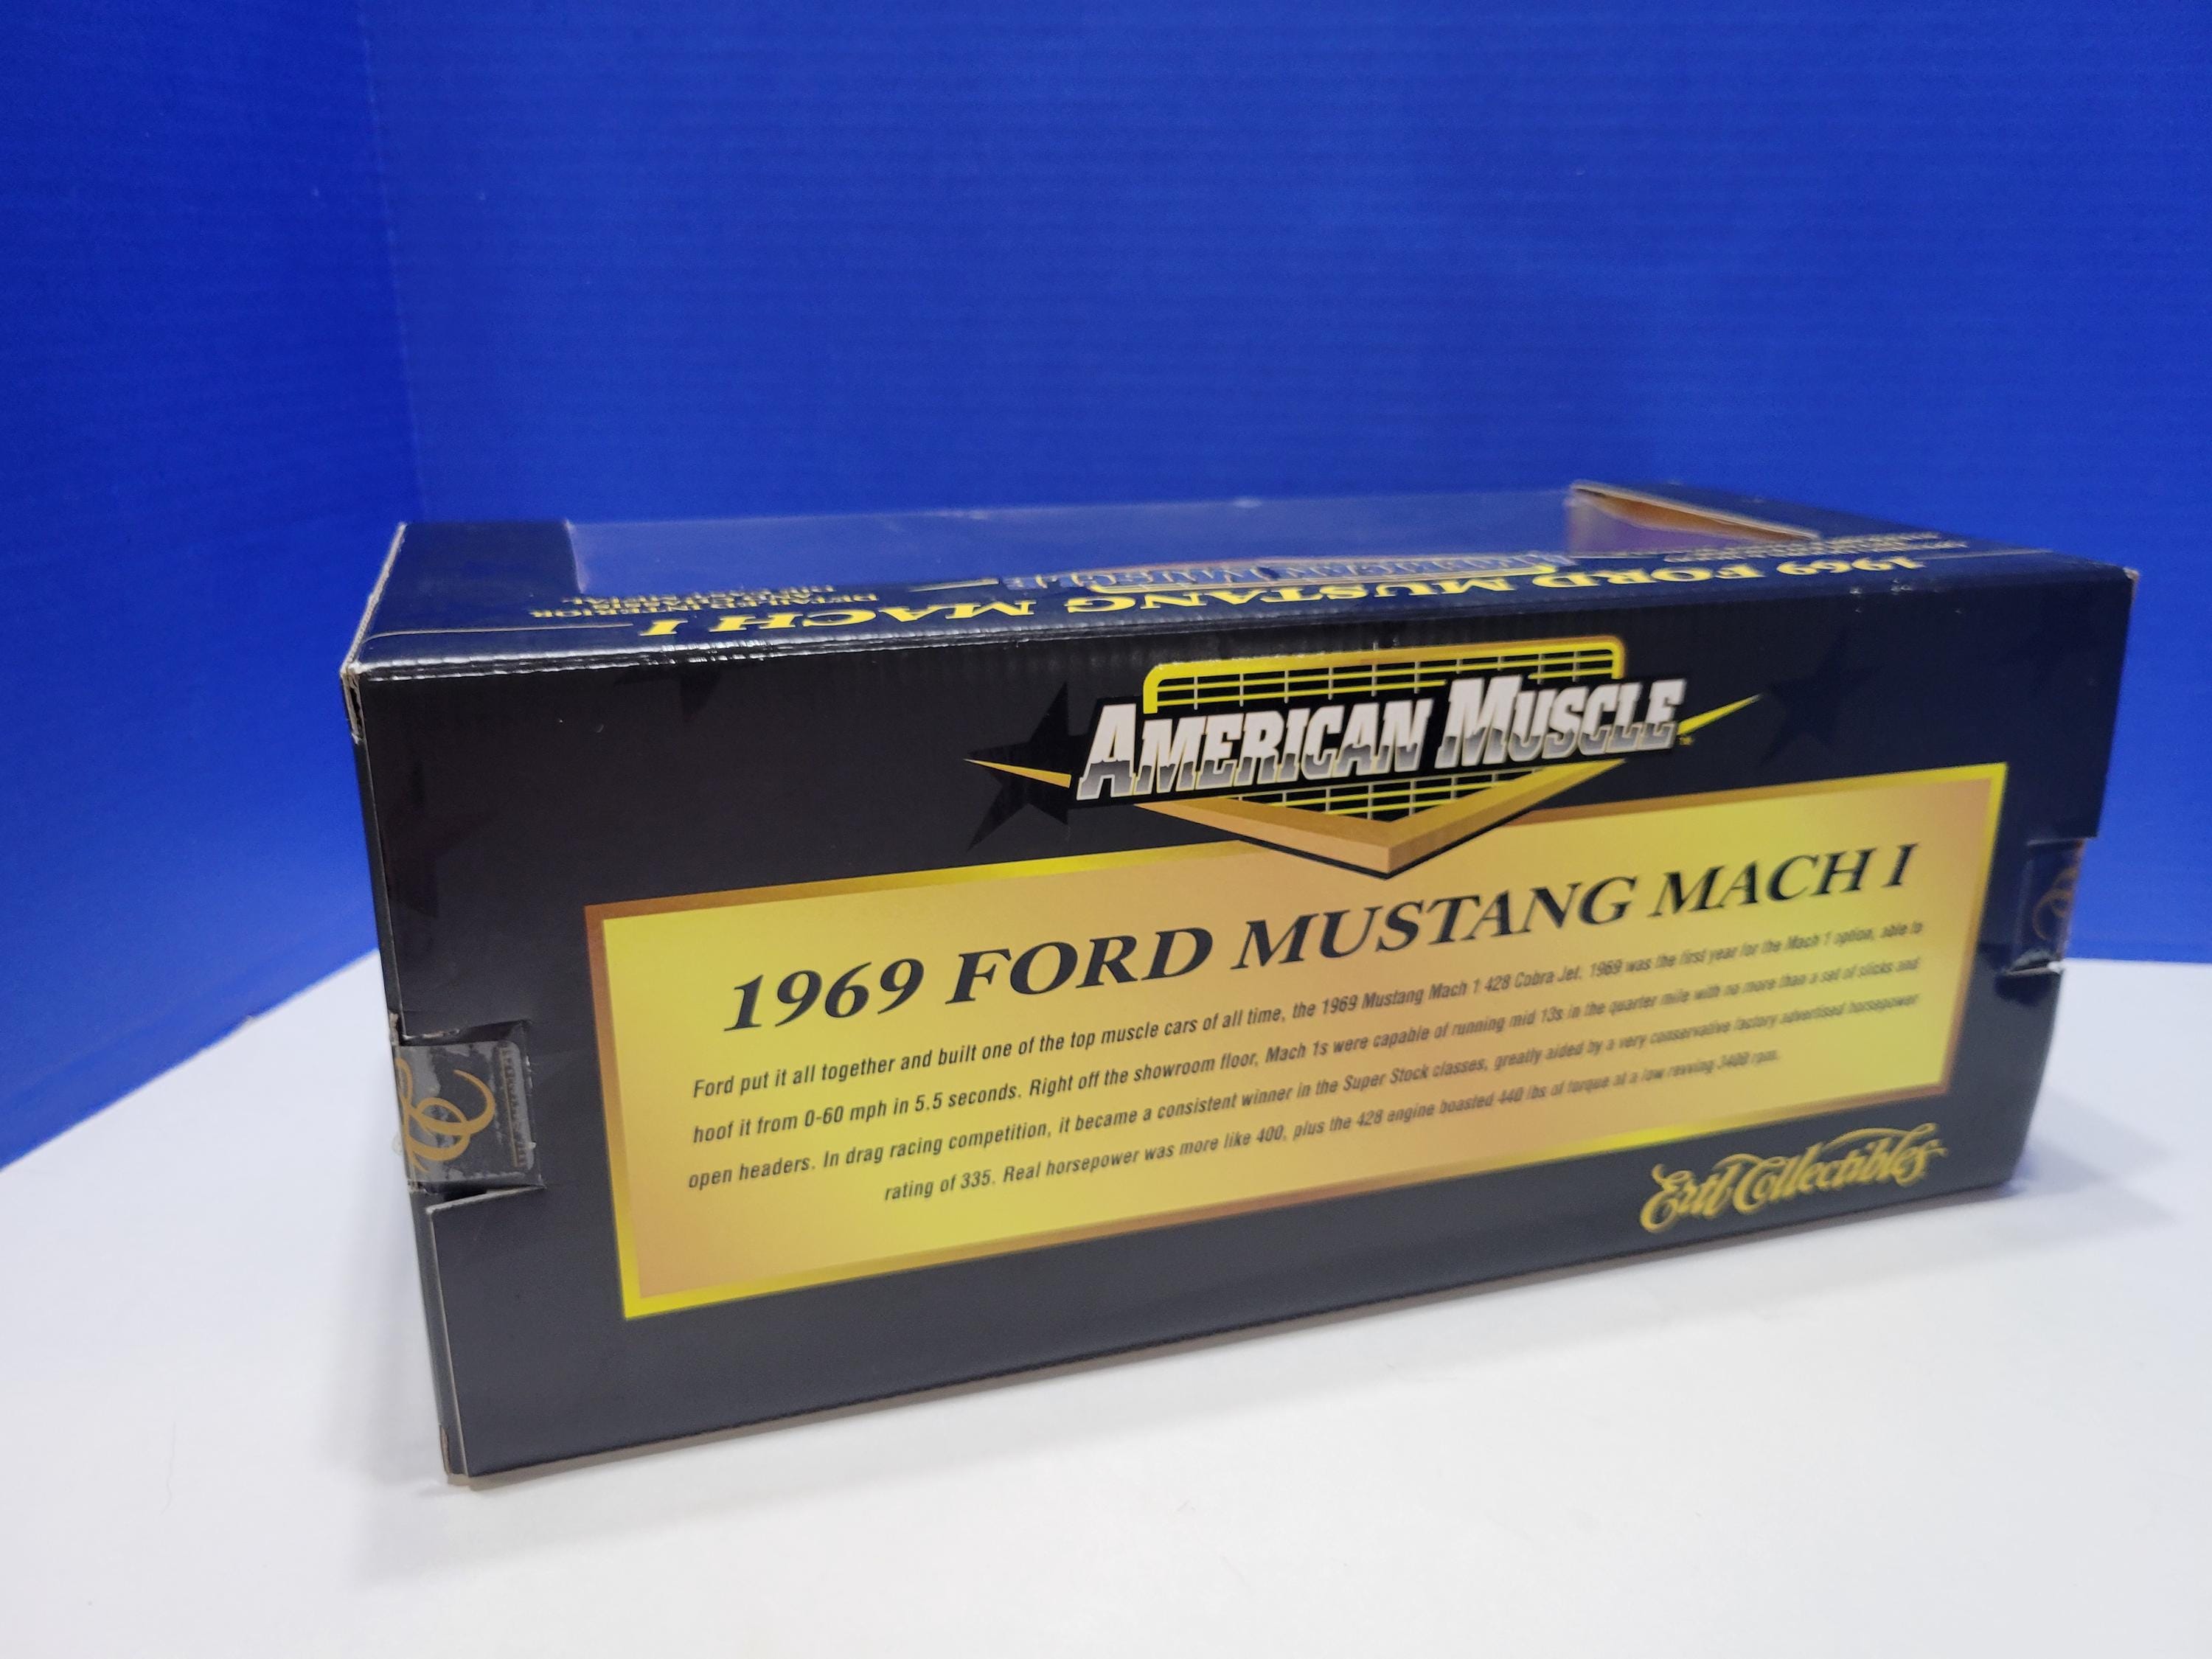 1969 FORD MUSTANG MACH I
DETAILED INTERIOR
AMERICAN MUSCLE™
1969 FORD MUSTANG MACH I
Ford put it all together and built one of the top muscle cars of all time, the 1969 Mustang Mach 1 428 Cobra Jet. 1969 was the first year for the Mach 1 option, able to
hoof it from 0-60 mph in 5.5 seconds. Right off the showroom floor, Mach 1s were capable of running mid 13s in the quarter mile with no more than a set of slicks and
open headers. In drag racing competition, it became a consistent winner in the Super Stock classes, greatly aided by a very conservative factory advertised horsepower
rating of 335. Real horsepower was more like 400, plus the 428 engine boasted 440 lbs of torque at a low revving 3400 rpm.
Ertl Collectibles